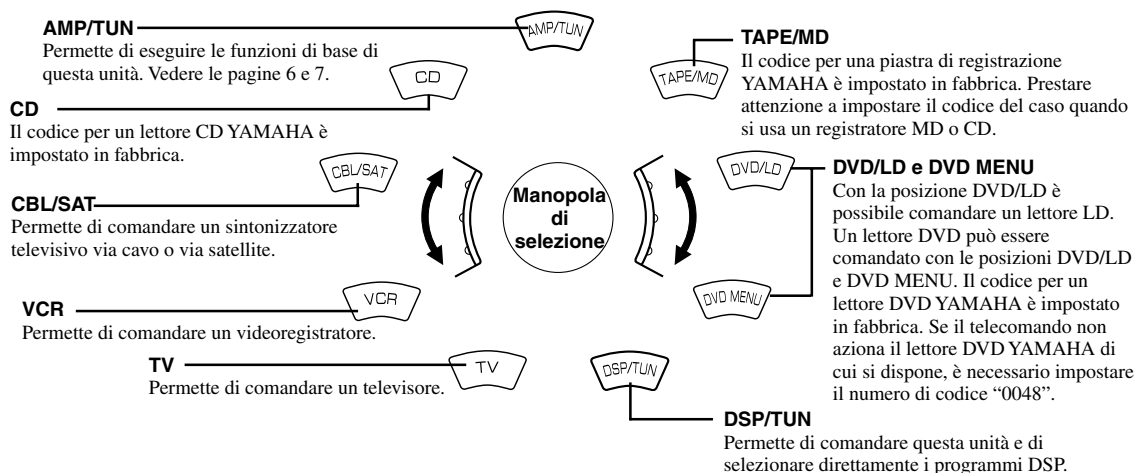 AMP/TUN
Permette di eseguire le funzioni di base di
questa unità. Vedere le pagine 6 e 7.
CD
Il codice per un lettore CD YAMAHA è
impostato in fabbrica.
CBL/SAT
Permette di comandare un sintonizzatore
televisivo via cavo o via satellite.
VCR
Permette di comandare un videoregistratore.
TV
Permette di comandare un televisore.
AMP/TUN
CD
CBL/SAT
VCR
TV
Manopola
di
selezione
TAPE/MD
DVD/LD
DVD MENU
DSP/TUN
TAPE/MD
Il codice per una piastra di registrazione
YAMAHA è impostato in fabbrica. Prestare
attenzione a impostare il codice del caso quando
si usa un registratore MD o CD.
DVD/LD e DVD MENU
Con la posizione DVD/LD è
possibile comandare un lettore LD.
Un lettore DVD può essere
comandato con le posizioni DVD/LD
e DVD MENU. Il codice per un
lettore DVD YAMAHA è impostato
in fabbrica. Se il telecomando non
aziona il lettore DVD YAMAHA di
cui si dispone, è necessario impostare
il numero di codice “0048”.
DSP/TUN
Permette di comandare questa unità e di
selezionare direttamente i programmi DSP.